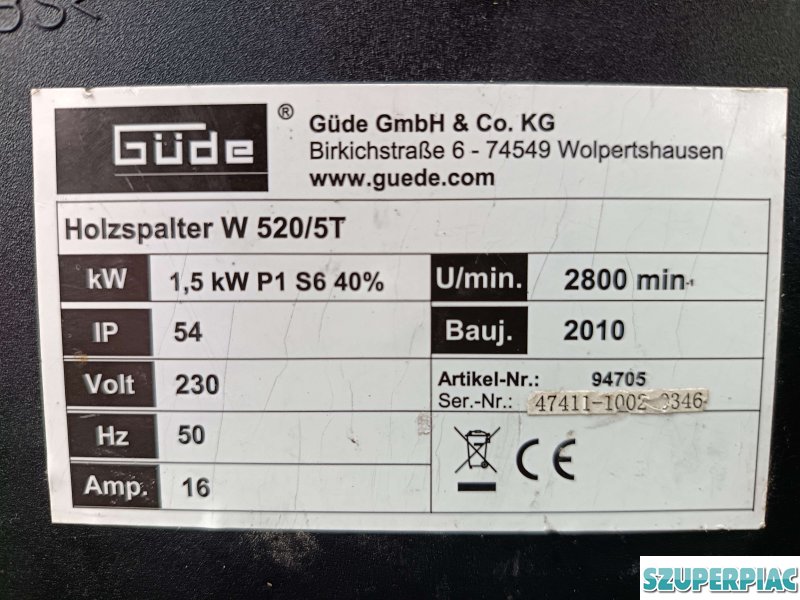 Güde ®
Güde GmbH & Co. KG
Birkichstraße 6 - 74549 Wolpertshausen
www.guede.com
Holzspalter W 520/5T
kW 1,5 kW P1 S6 40%
U/min. 2800 min-1
IP 54
Bauj. 2010
Volt 230
Artikel-Nr.: 94705
Ser.-Nr.: 47411-1002
Hz 50
CE
Amp. 16
SZUPERPIAC